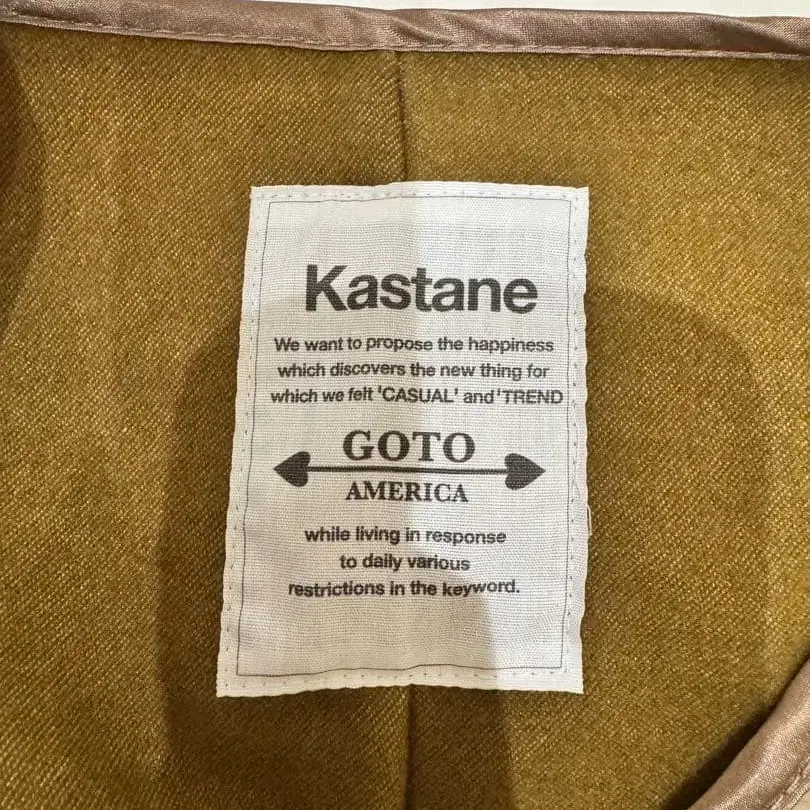 Kastane
We want to propose the happiness
which discovers the new thing for
which we felt 'CASUAL' and 'TREND
GOTO
AMERICA
while living in response
to daily various
restrictions in the keyword.